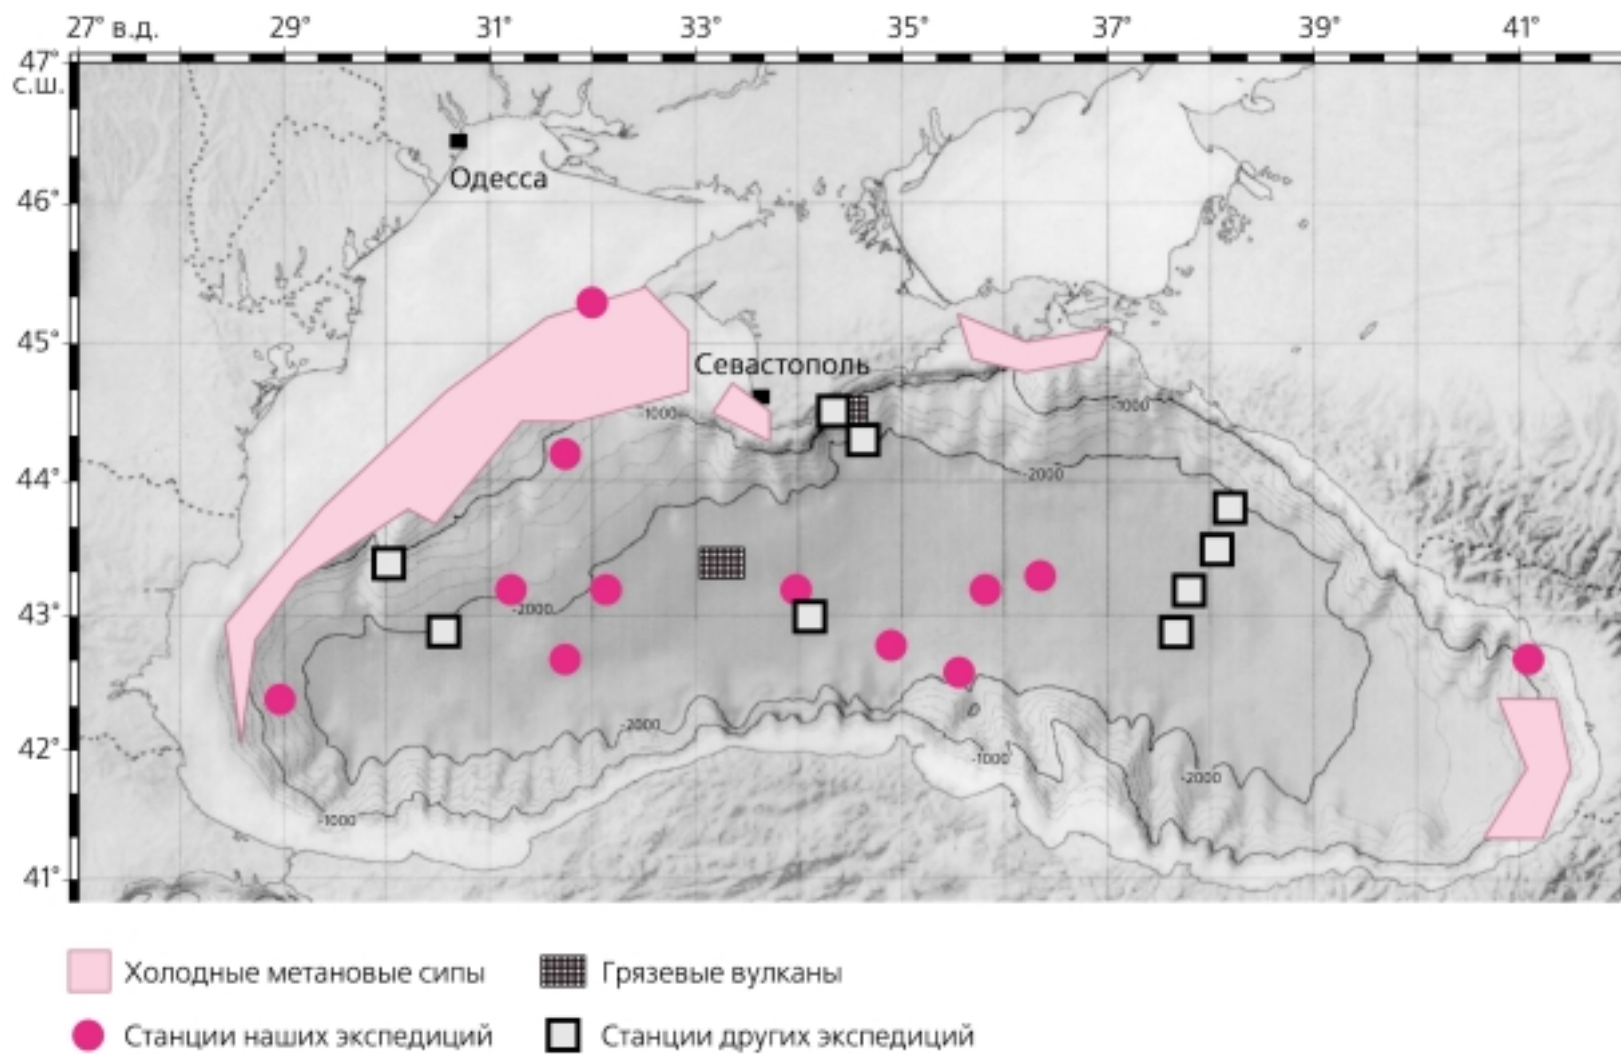 27° в.д. 29° 31° 33° 35° 37° 39° 41°
47°
с.ш.
Одесса
46°
45°
Севастополь
-1000
-1000
44°
-2000
43°
-2000
-2000
42°
-1000
-2000
-1000
41°
Холодные метановые сипы
Грязевые вулканы
Станции наших экспедиций
Станции других экспедиций